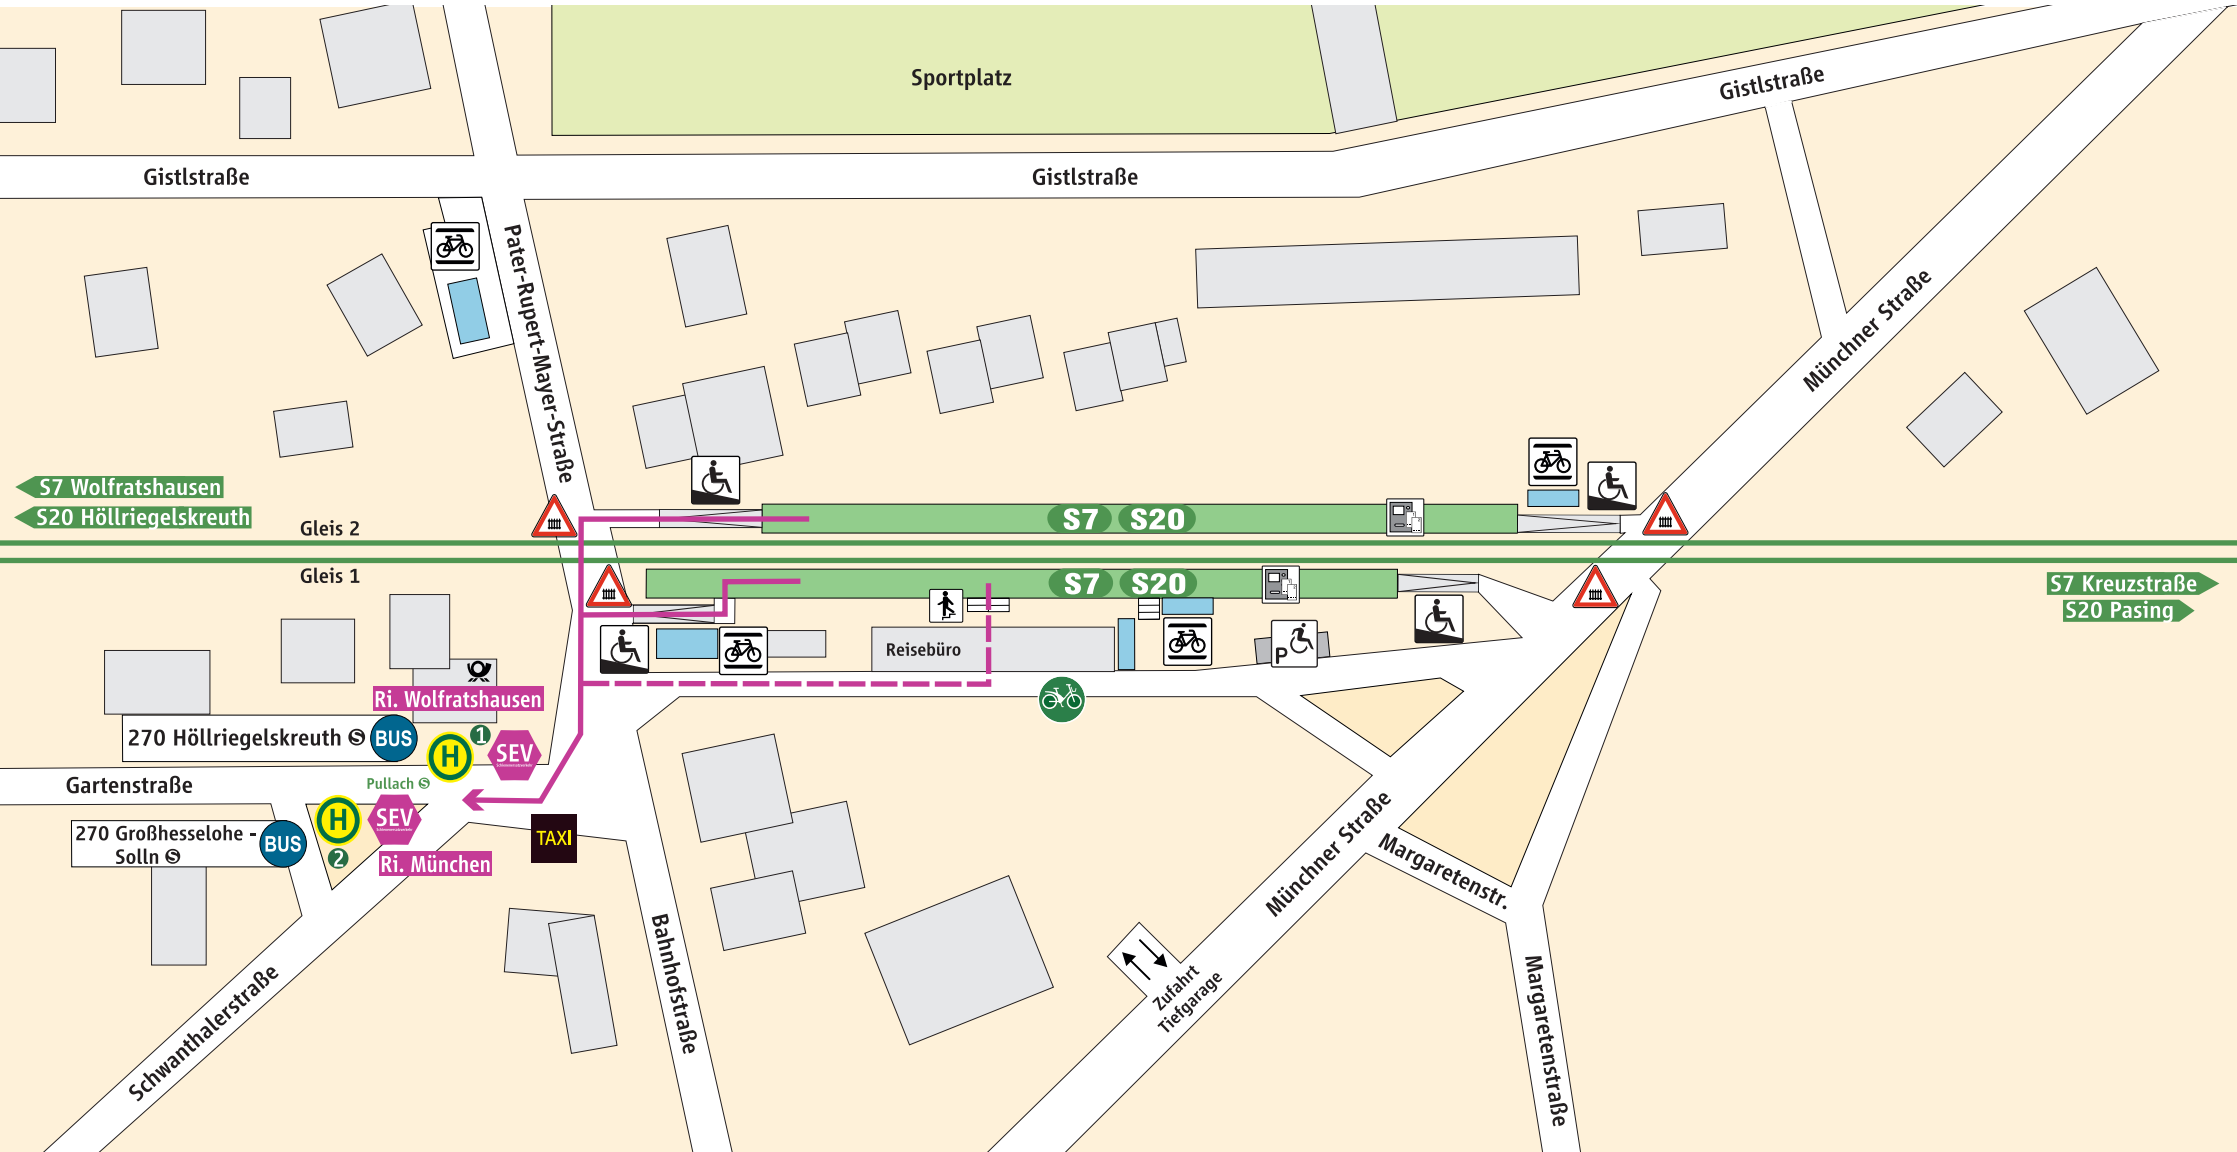 Sportplatz
Gistlstraße
Gistlstraße
Gistlstraße
Pater-Rupert-Mayer-Straße
Münchner Straße
S7 Wolfratshausen
S20 Höllriegelskreuth
Gleis 2
S7 S20
Gleis 1
S7 S20
S7 Kreuzstraße
S20 Pasing
Reisebüro
P
Ri. Wolfratshausen
270 Höllriegelskreuth S
BUS
H
1
SEV
Gartenstraße
Pullach S
270 Großhesselohe -
Solln S
BUS
H
2
SEV
Ri. München
TAXI
Münchner Straße
Margaretenstr.
Bahnhofstraße
Schwanthalerstraße
Zufahrt
Tiefgarage
Margaretenstraße